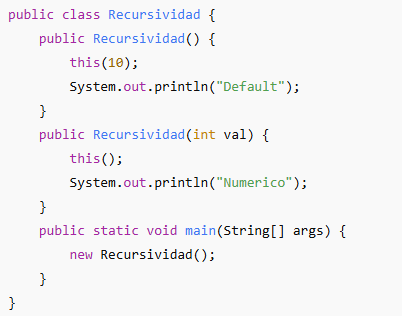 public class Recursividad {
    public Recursividad() {
        this(10);
        System.out.println("Default");
    }
    public Recursividad(int val) {
        this();
        System.out.println("Numerico");
    }
    public static void main(String[] args) {
        new Recursividad();
    }
}